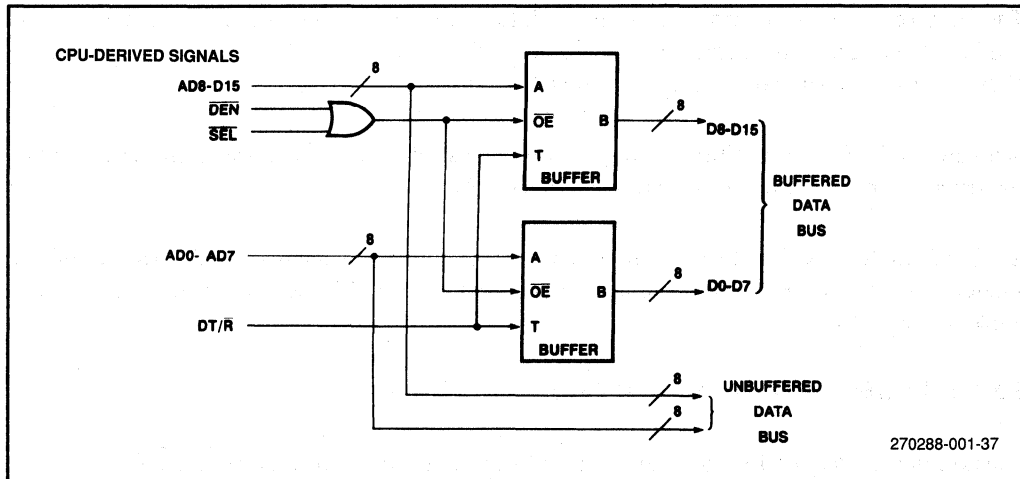 CPU-DERIVED SIGNALS
AD8-D15
DEN
SEL
8
A
OE
B
T
BUFFER
8
D8-D15
BUFFERED
DATA
BUS
AD0- AD7
8
A
OE
B
T
BUFFER
8
D0-D7
DT/R
8
8
UNBUFFERED
DATA
BUS
270288-001-37